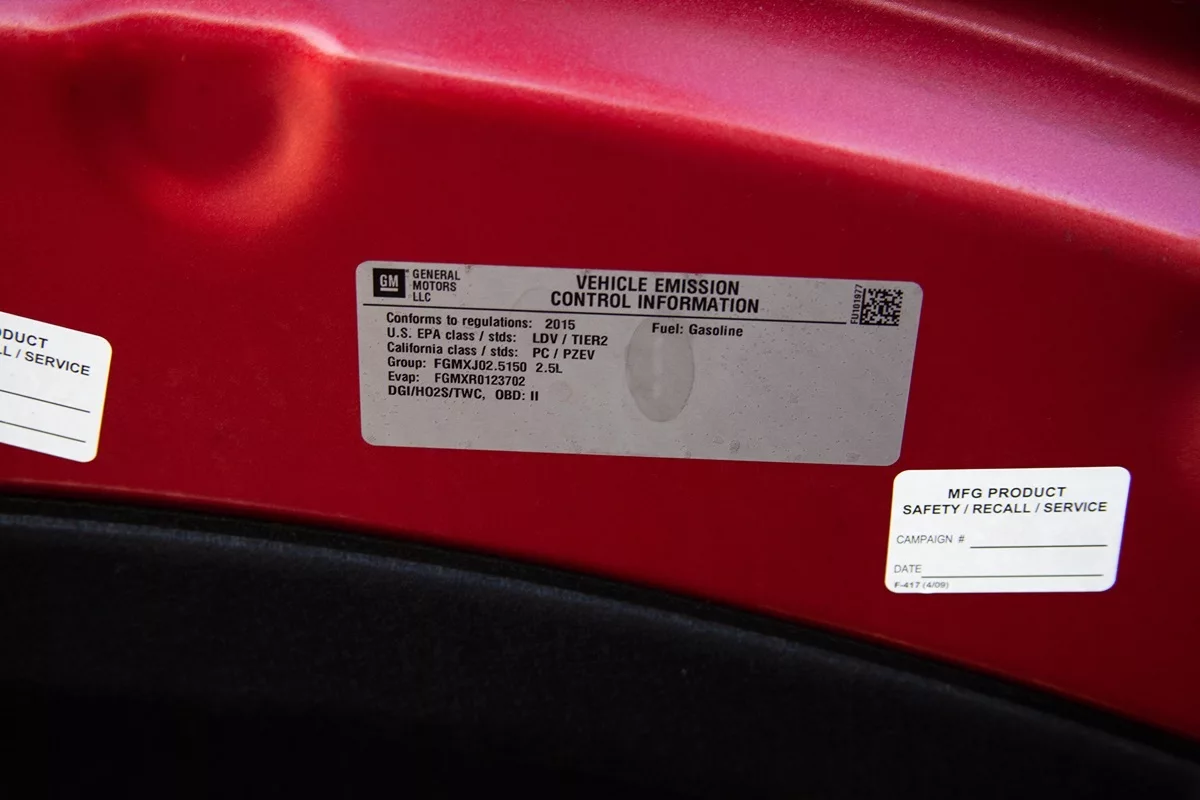 GM GENERAL
MOTORS
LLC
VEHICLE EMISSION
CONTROL INFORMATION
FU101977
Conforms to regulations: 2015
Fuel: Gasoline
U.S. EPA class / stds: LDV / TIER2
California class / stds: PC / PZEV
Group: FGMXJ02.5150 2.5L
Evap: FGMXR0123702
DGI/HO2S/TWC, OBD: II
DUCT
L / SERVICE
MFG PRODUCT
SAFETY / RECALL / SERVICE
CAMPAIGN #
DATE
F-417 (4/09)